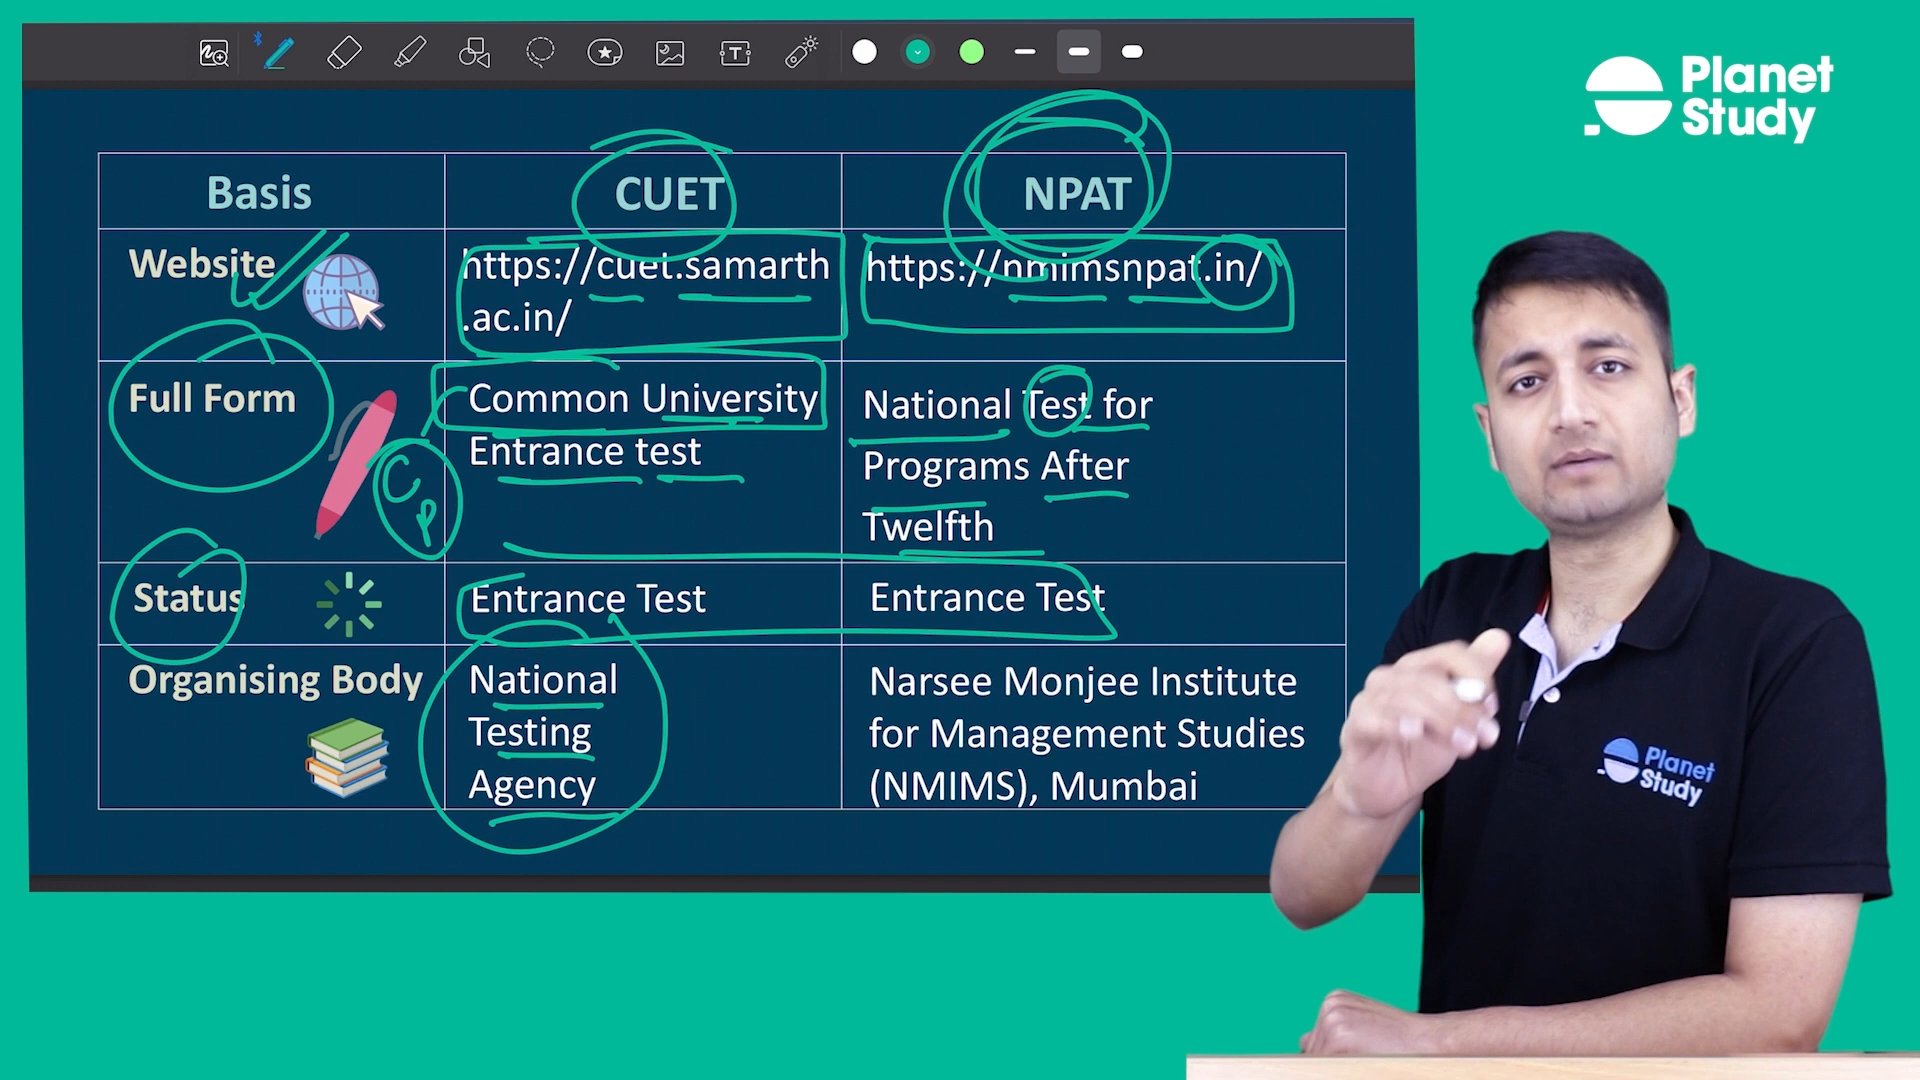 Planet
Study
Basis
CUET
NPAT
Website
https://cuet.samarth
.ac.in/
https://nmimsnpat.in/
Full Form
Common University
Entrance test
National Test for
Programs After
Twelfth
C
P
Status
Entrance Test
Entrance Test
Organising Body
National
Testing
Agency
Narsee Monjee Institute
for Management Studies
(NMIMS), Mumbai
Planet
Study
T